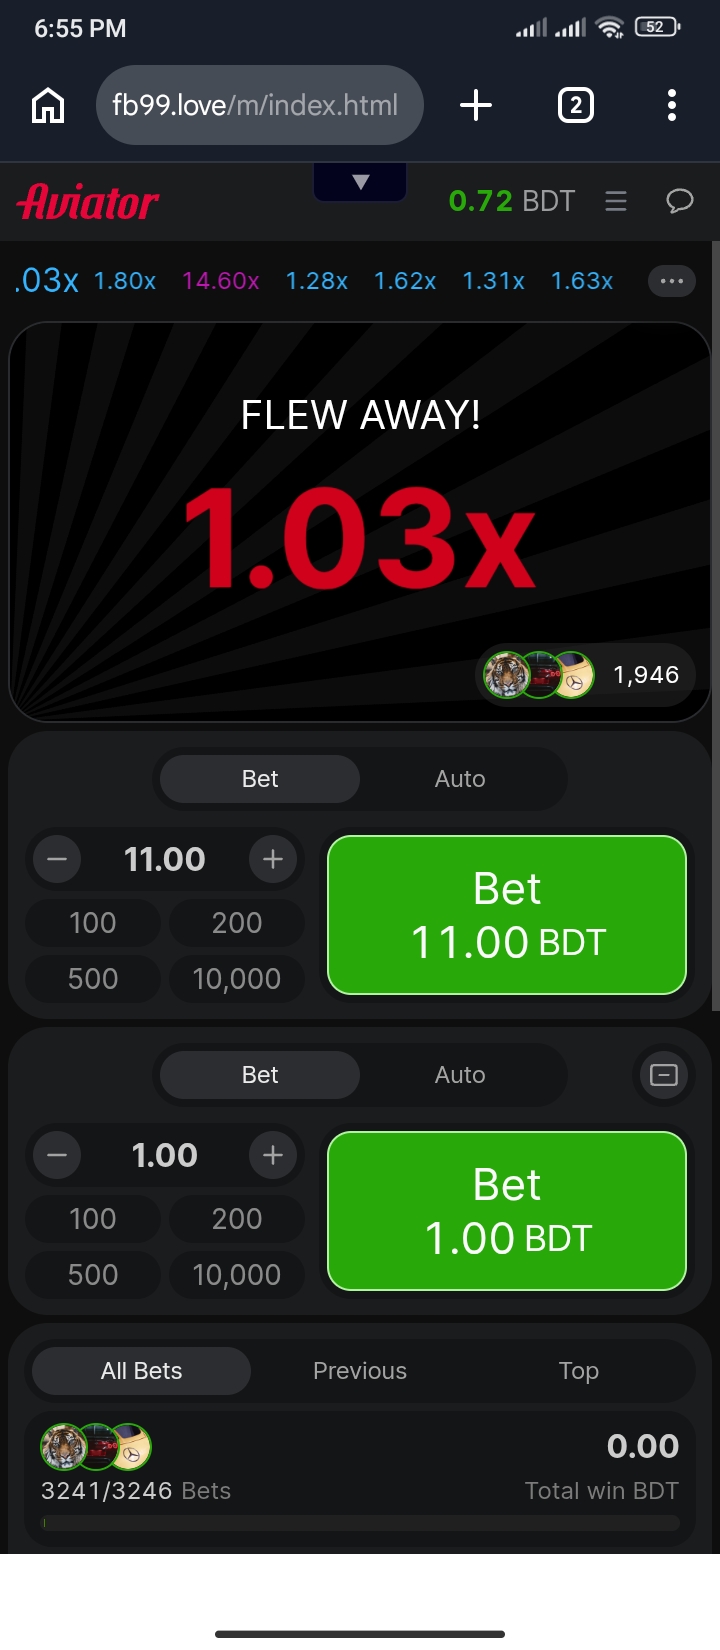 6:55 PM
52
fb99.love/m/index.html
2
Aviator
0.72 BDT
.03x 1.80x 14.60x 1.28x 1.62x 1.31x 1.63x
FLEW AWAY!
1.03x
1,946
Bet Auto
11.00
100 200
500 10,000
Bet
11.00 BDT
Bet Auto
1.00
100 200
500 10,000
Bet
1.00 BDT
All Bets Previous Top
0.00
3241/3246 Bets Total win BDT